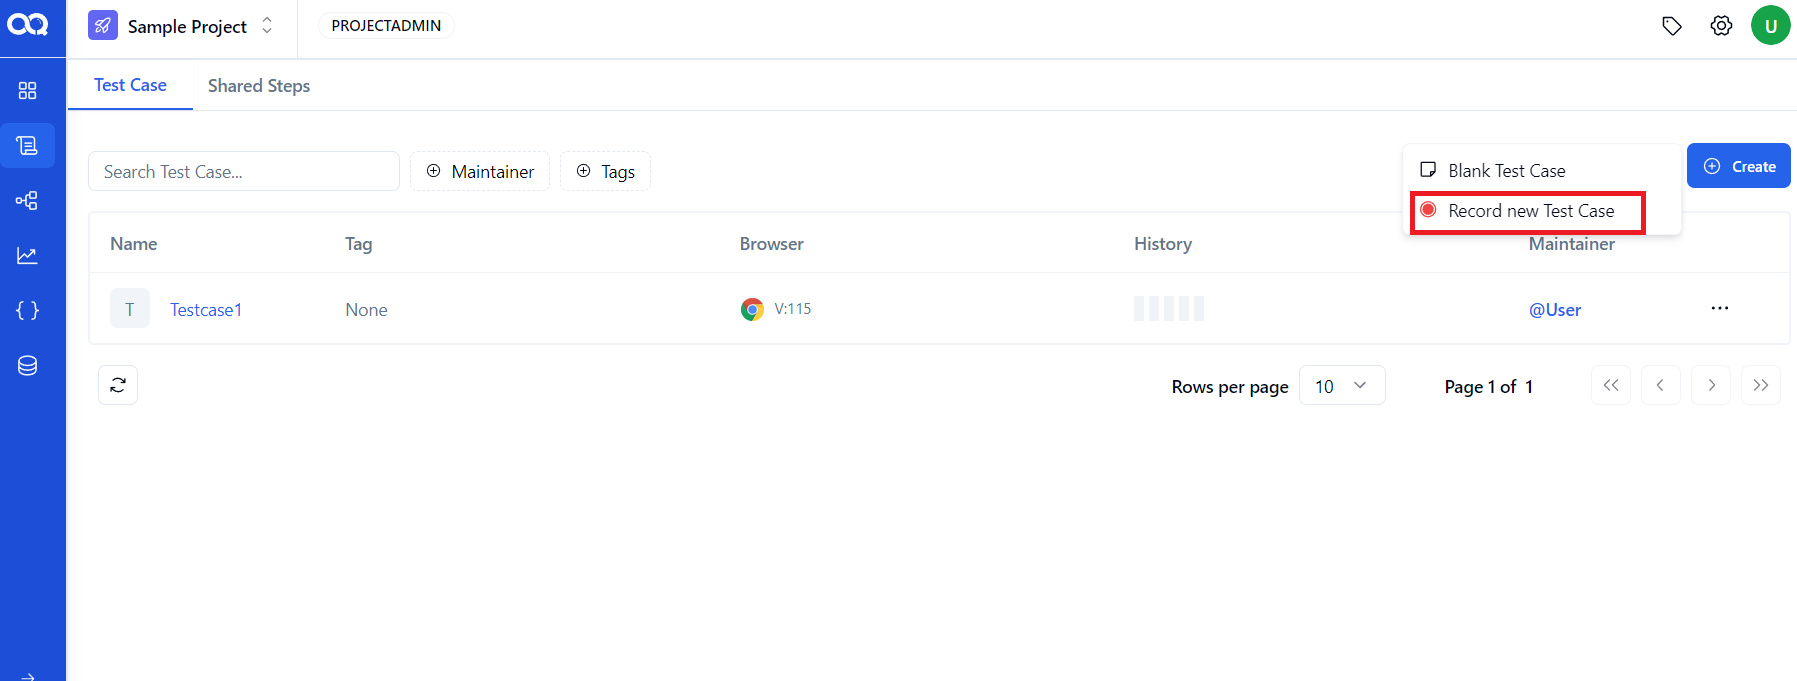 Sample Project
PROJECTADMIN
U
Test Case
Shared Steps
Search Test Case...
Maintainer
Tags
Blank Test Case
Record new Test Case
Create
Name
Tag
Browser
History
Maintainer
T
Testcase1
None
V:115
@User
...
Rows per page
10
Page 1 of 1